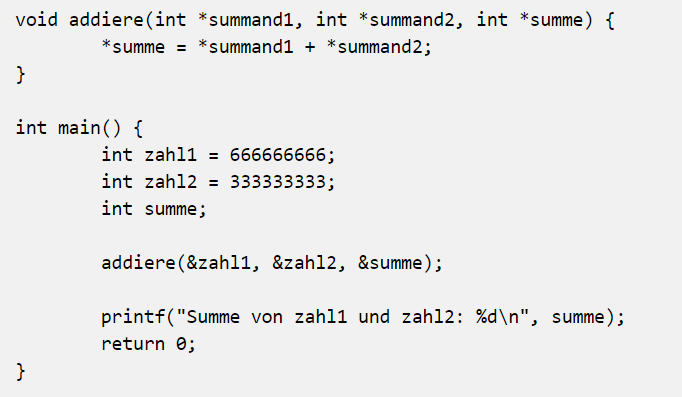 void addiere(int *summand1, int *summand2, int *summe) {
        *summe = *summand1 + *summand2;
}

int main() {
        int zahl1 = 666666666;
        int zahl2 = 333333333;
        int summe;

        addiere(&zahl1, &zahl2, &summe);

        printf("Summe von zahl1 und zahl2: %d\n", summe);
        return 0;
}